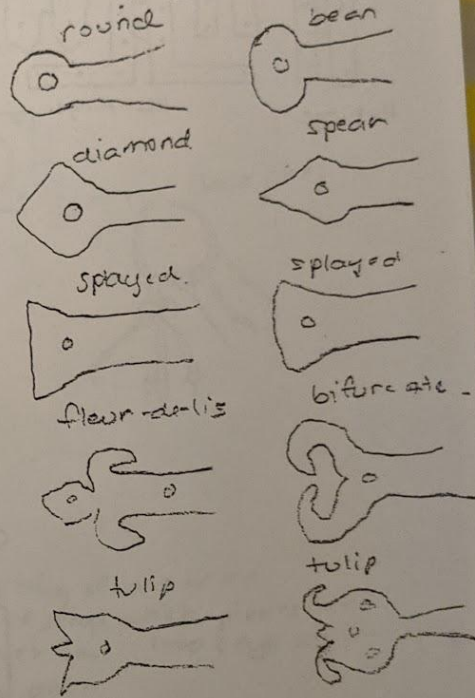 round
bean
diamond
spear
splayed.
splayed
fleur-de-lis
bifurcate -
tulip
tulip